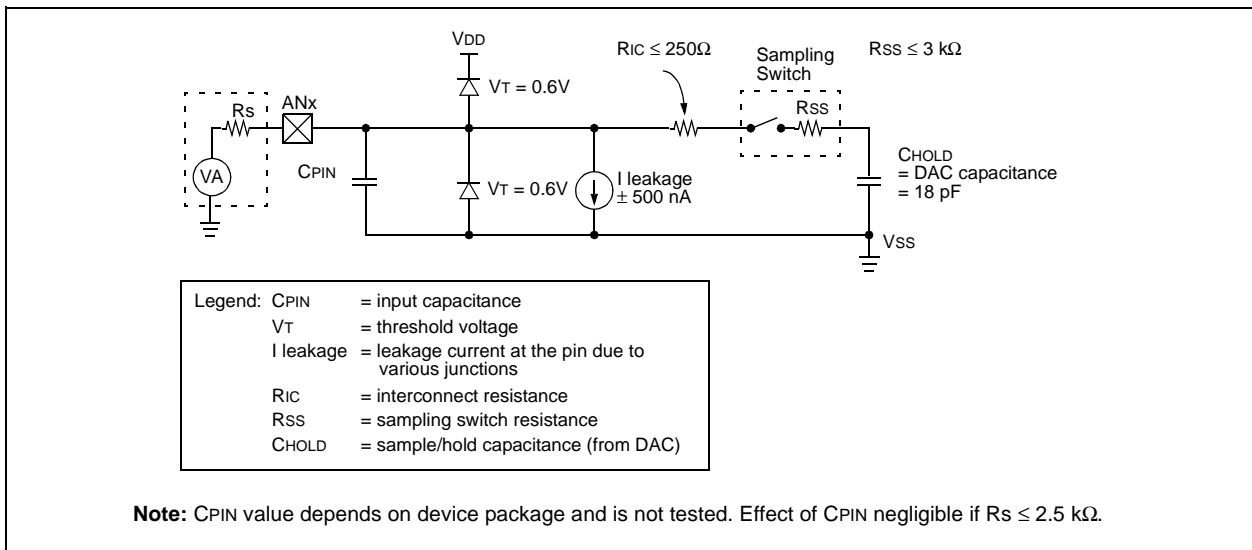 VDD
RIC ≤ 250Ω
Sampling
Switch
RSS ≤ 3 kΩ
VT = 0.6V
Rs
ANx
RSS
VA
CPIN
VT = 0.6V
I leakage
± 500 nA
CHOLD
= DAC capacitance
= 18 pF
VSS
Legend: CPIN = input capacitance
VT = threshold voltage
I leakage = leakage current at the pin due to
various junctions
RIC = interconnect resistance
RSS = sampling switch resistance
CHOLD = sample/hold capacitance (from DAC)
Note: CPIN value depends on device package and is not tested. Effect of CPIN negligible if Rs ≤ 2.5 kΩ.